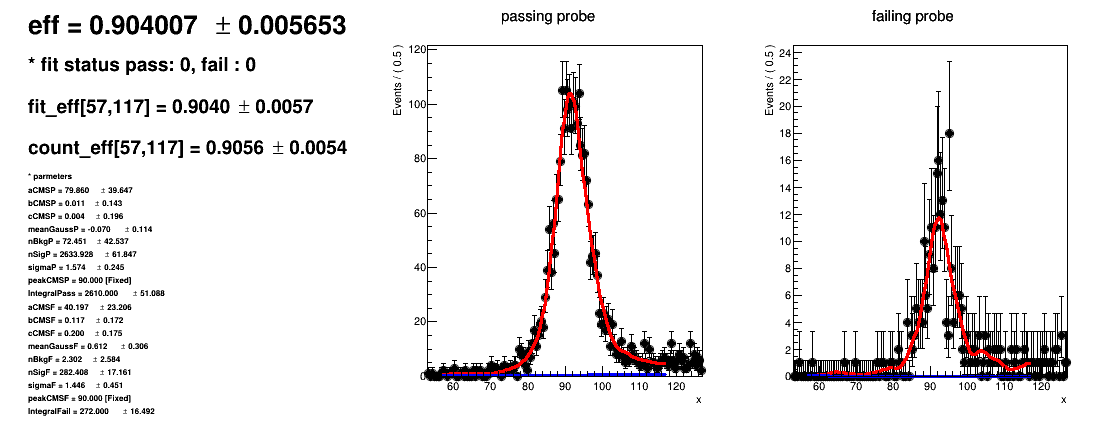 eff = 0.904007 ± 0.005653
* fit status pass: 0, fail : 0
fit_eff[57,117] = 0.9040 ± 0.0057
count_eff[57,117] = 0.9056 ± 0.0054
* parmeters
aCMSP = 79.860 ± 39.647
bCMSP = 0.011 ± 0.143
cCMSP = 0.004 ± 0.196
meanGaussP = -0.070 ± 0.114
nBkgP = 72.451 ± 42.537
nSigP = 2633.928 ± 61.847
sigmaP = 1.574 ± 0.245
peakCMSP = 90.000 [Fixed]
IntegralPass = 2610.000 ± 51.088
aCMSF = 40.197 ± 23.206
bCMSF = 0.117 ± 0.172
cCMSF = 0.200 ± 0.175
meanGaussF = 0.612 ± 0.306
nBkgF = 2.302 ± 2.584
nSigF = 282.408 ± 17.161
sigmaF = 1.446 ± 0.451
peakCMSF = 90.000 [Fixed]
IntegralFail = 272.000 ± 16.492
passing probe
Events / ( 0.5 )
120
100
80
60
40
20
0
60 70 80 90 100 110 120
x
failing probe
Events / ( 0.5 )
24
22
20
18
16
14
12
10
8
6
4
2
0
60 70 80 90 100 110 120
x